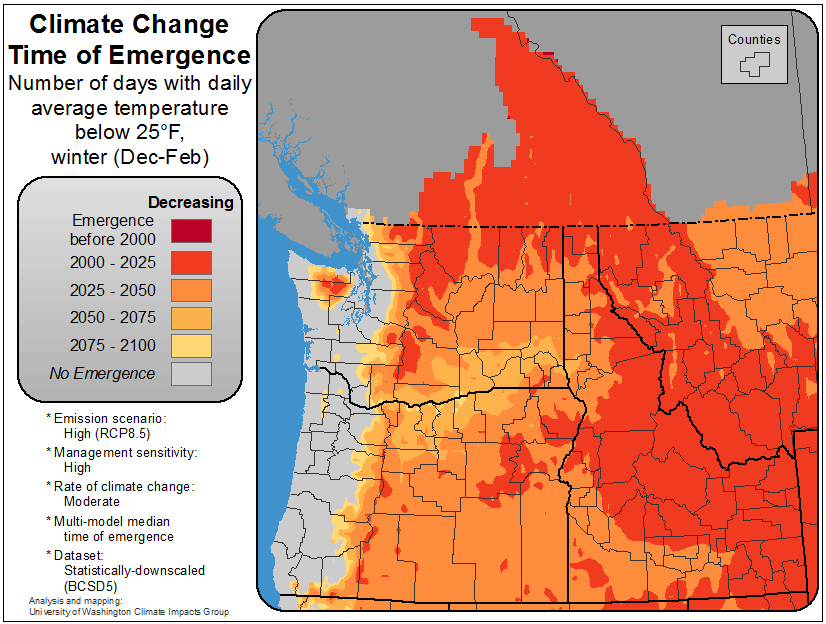 Climate Change
Time of Emergence
Number of days with daily
average temperature
below 25°F,
winter (Dec-Feb)
Decreasing
Emergence
before 2000
2000 - 2025
2025 - 2050
2050 - 2075
2075 - 2100
No Emergence
* Emission scenario:
High (RCP8.5)
* Management sensitivity:
High
* Rate of climate change:
Moderate
* Multi-model median
time of emergence
* Dataset:
Statistically-downscaled
(BCSD5)
Analysis and mapping:
University of Washington Climate Impacts Group
Counties